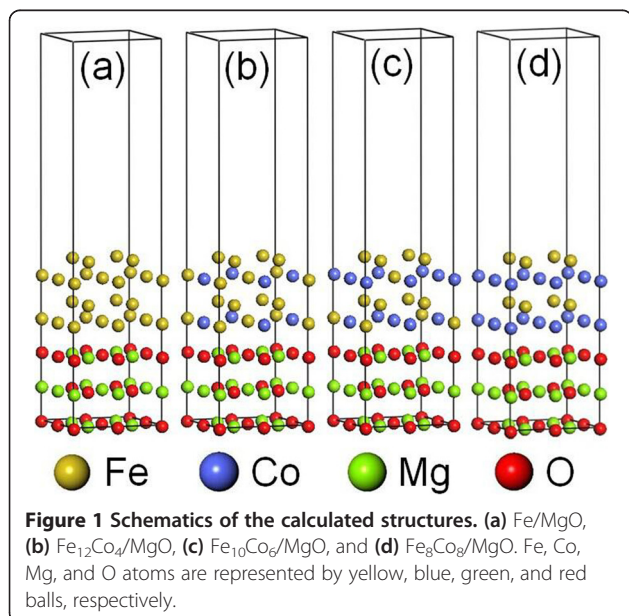 (a) (b) (c) (d)
Fe Co Mg O
Figure 1 Schematics of the calculated structures. (a) Fe/MgO,
(b) Fe₁₂Co₄/MgO, (c) Fe₁₀Co₆/MgO, and (d) Fe₈Co₈/MgO. Fe, Co,
Mg, and O atoms are represented by yellow, blue, green, and red
balls, respectively.